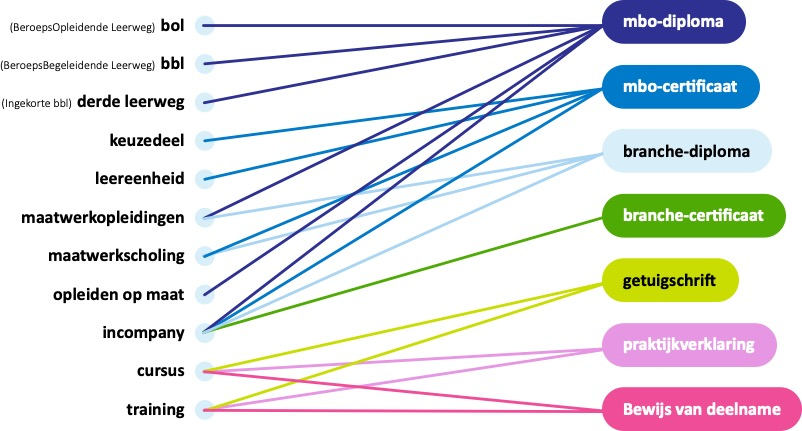 (BeroepsOpleidende Leerweg) bol
(BeroepsBegeleidende Leerweg) bbl
(Ingekorte bbl) derde leerweg
keuzedeel
leereenheid
maatwerkopleidingen
maatwerkscholing
opleiden op maat
incompany
cursus
training
mbo-diploma
mbo-certificaat
branche-diploma
branche-certificaat
getuigschrift
praktijkverklaring
Bewijs van deelname